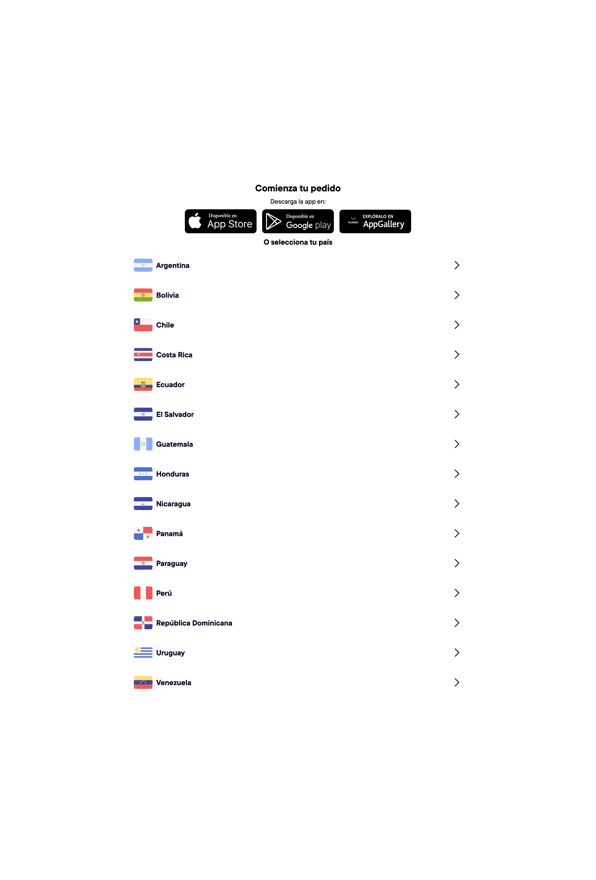 Comienza tu pedido
Descarga la app en:
Disponible en
App Store
Disponible en
Google play
EXPLÓRALO EN
AppGallery
O selecciona tu país
Argentina
Bolivia
Chile
Costa Rica
Ecuador
El Salvador
Guatemala
Honduras
Nicaragua
Panamá
Paraguay
Perú
República Dominicana
Uruguay
Venezuela